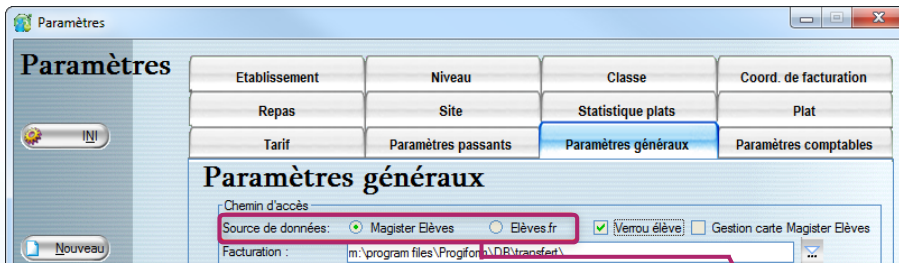 Paramètres
Paramètres
Etablissement Niveau Classe Coord. de facturation
Repas Site Statistique plats Plat
INI
Tarif Paramètres passants Paramètres généraux Paramètres comptables
Paramètres généraux
Chemin d'accès
Source de données: Magister Elèves Elèves.fr Verrou élève Gestion carte Magister Elèves
Nouveau
Facturation : m:\program files\Progiform\DB\transfert\